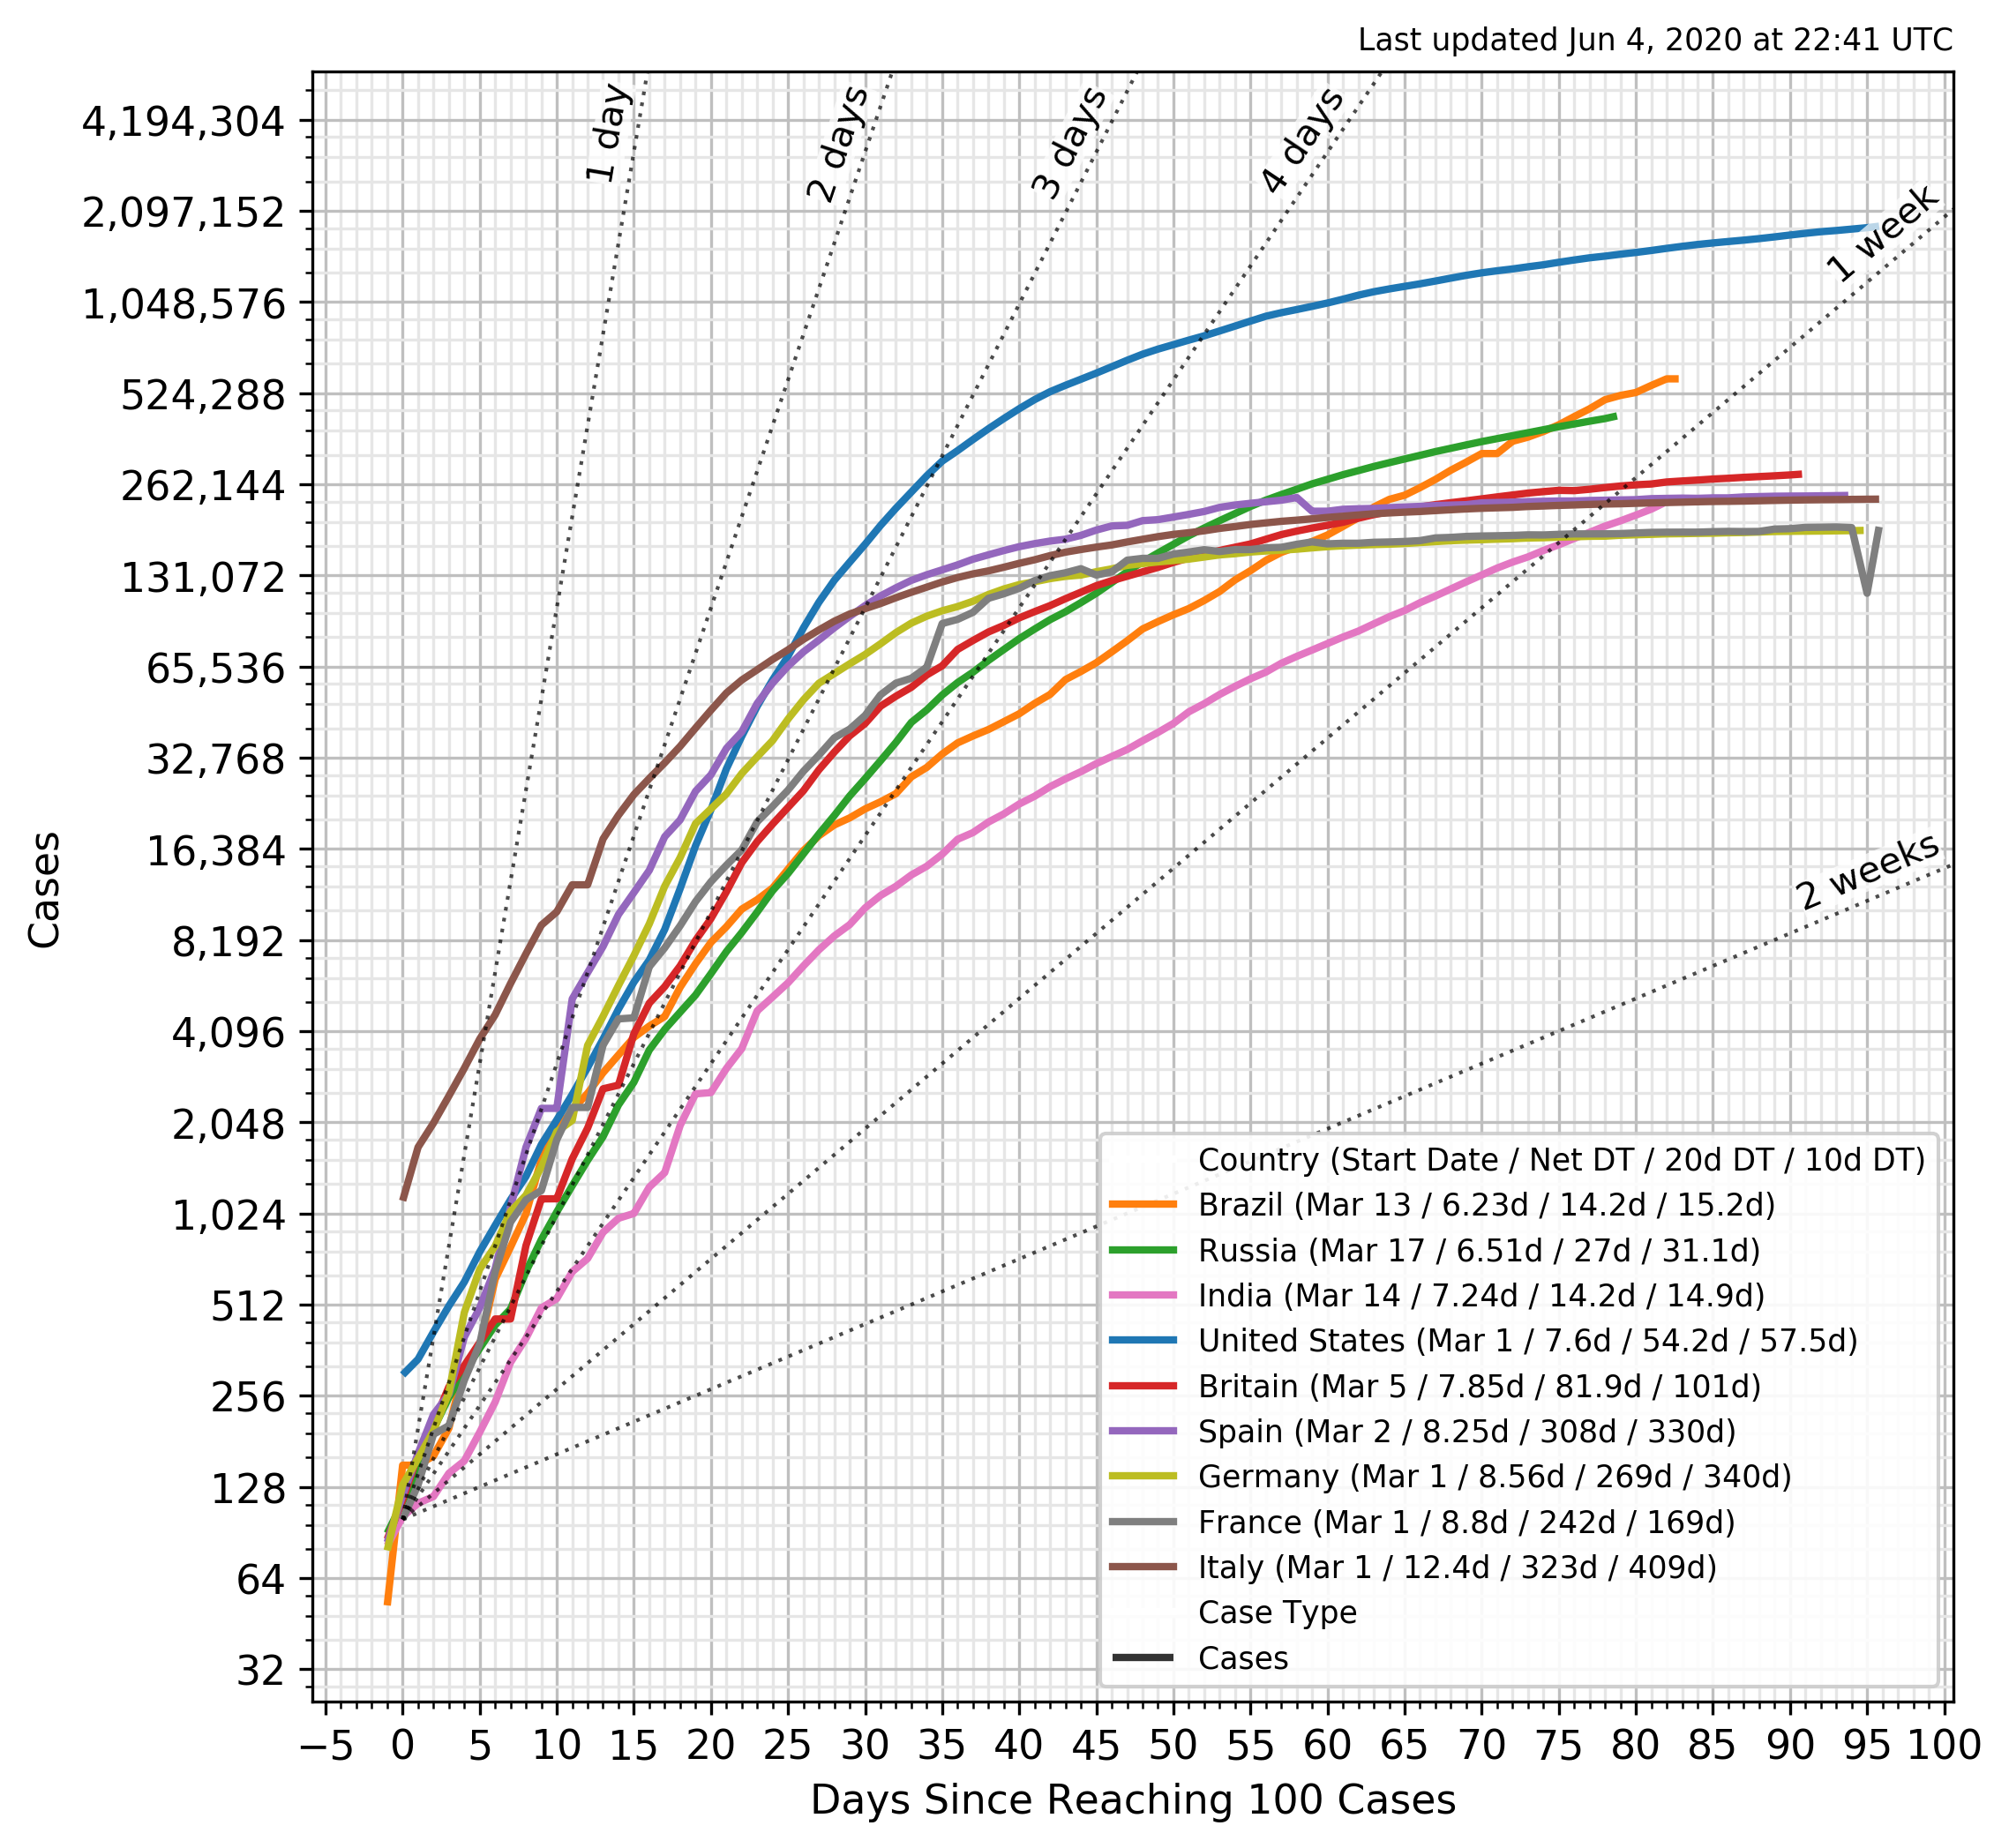 Last updated Jun 4, 2020 at 22:41 UTC
1 day
2 days
3 days
4 days
1 week
2 weeks
4,194,304
2,097,152
1,048,576
524,288
262,144
131,072
65,536
32,768
16,384
8,192
4,096
2,048
1,024
512
256
128
64
32
Cases
Country (Start Date / Net DT / 20d DT / 10d DT)
Brazil (Mar 13 / 6.23d / 14.2d / 15.2d)
Russia (Mar 17 / 6.51d / 27d / 31.1d)
India (Mar 14 / 7.24d / 14.2d / 14.9d)
United States (Mar 1 / 7.6d / 54.2d / 57.5d)
Britain (Mar 5 / 7.85d / 81.9d / 101d)
Spain (Mar 2 / 8.25d / 308d / 330d)
Germany (Mar 1 / 8.56d / 269d / 340d)
France (Mar 1 / 8.8d / 242d / 169d)
Italy (Mar 1 / 12.4d / 323d / 409d)
Case Type
Cases
−5 0 5 10 15 20 25 30 35 40 45 50 55 60 65 70 75 80 85 90 95 100
Days Since Reaching 100 Cases